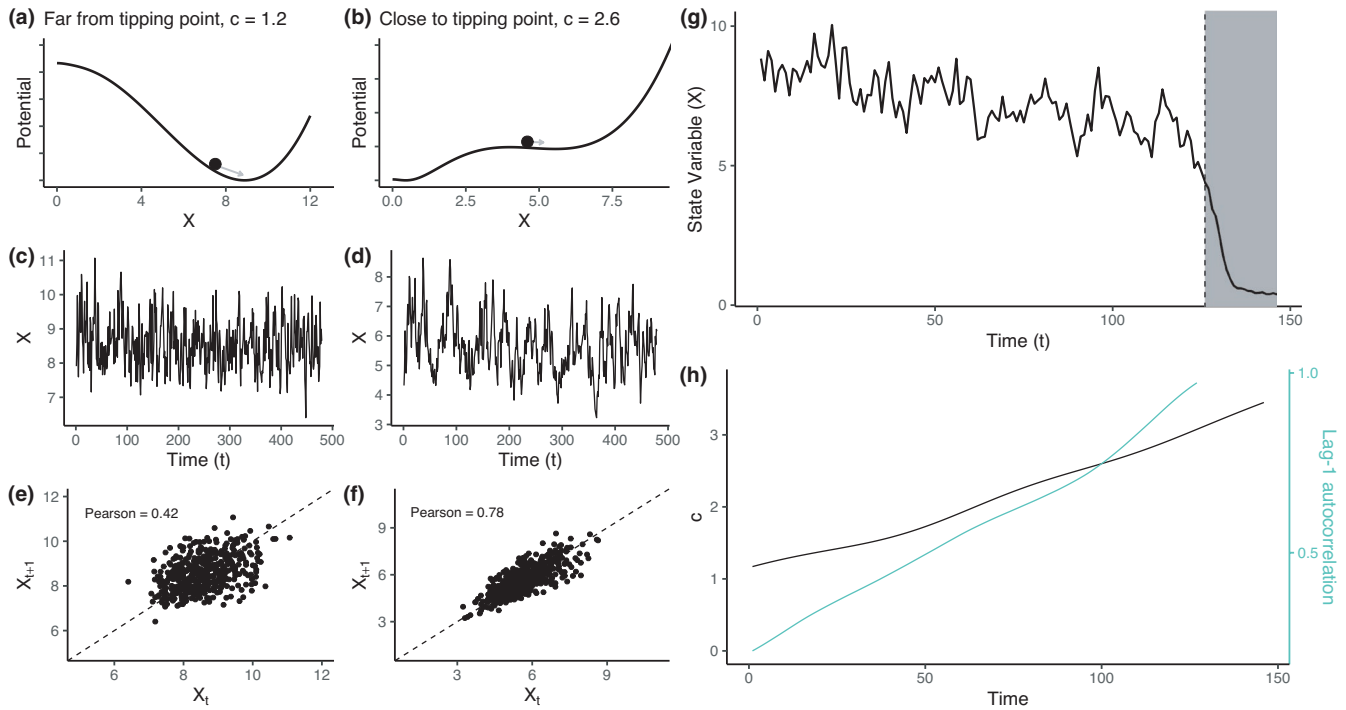 (a) Far from tipping point, c = 1.2
Potential
0 4 8 12
X
(b) Close to tipping point, c = 2.6
Potential
0.0 2.5 5.0 7.5
X
(c)
X
11
10
9
8
7
0 100 200 300 400 500
Time (t)
(d)
X
8
7
6
5
4
3
0 100 200 300 400 500
Time (t)
(e)
Pearson = 0.42
Xt+1
12
10
8
6
6 8 10 12
Xt
(f)
Pearson = 0.78
Xt+1
9
6
3
3 6 9
Xt
(g)
State Variable (X)
10
5
0
0 50 100 150
Time (t)
(h)
c
3
2
1
0
0 50 100 150
Time
1.0
0.5
Lag-1 autocorrelation